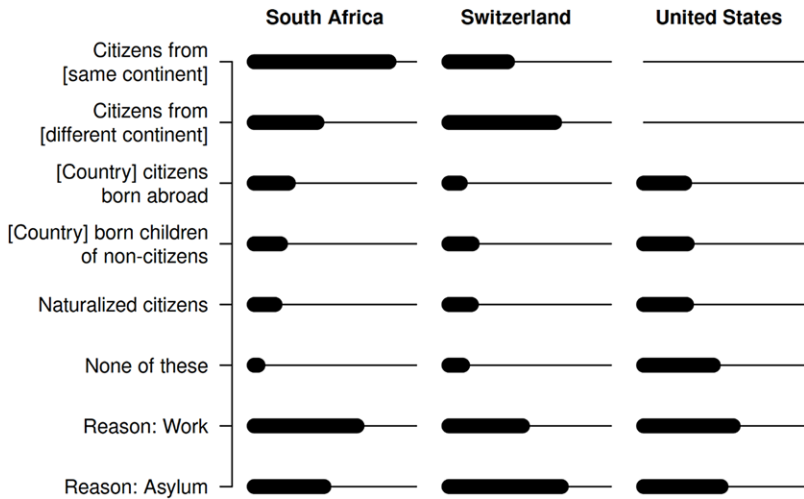 South Africa Switzerland United States
Citizens from
[same continent]
Citizens from
[different continent]
[Country] citizens
born abroad
[Country] born children
of non-citizens
Naturalized citizens
None of these
Reason: Work
Reason: Asylum